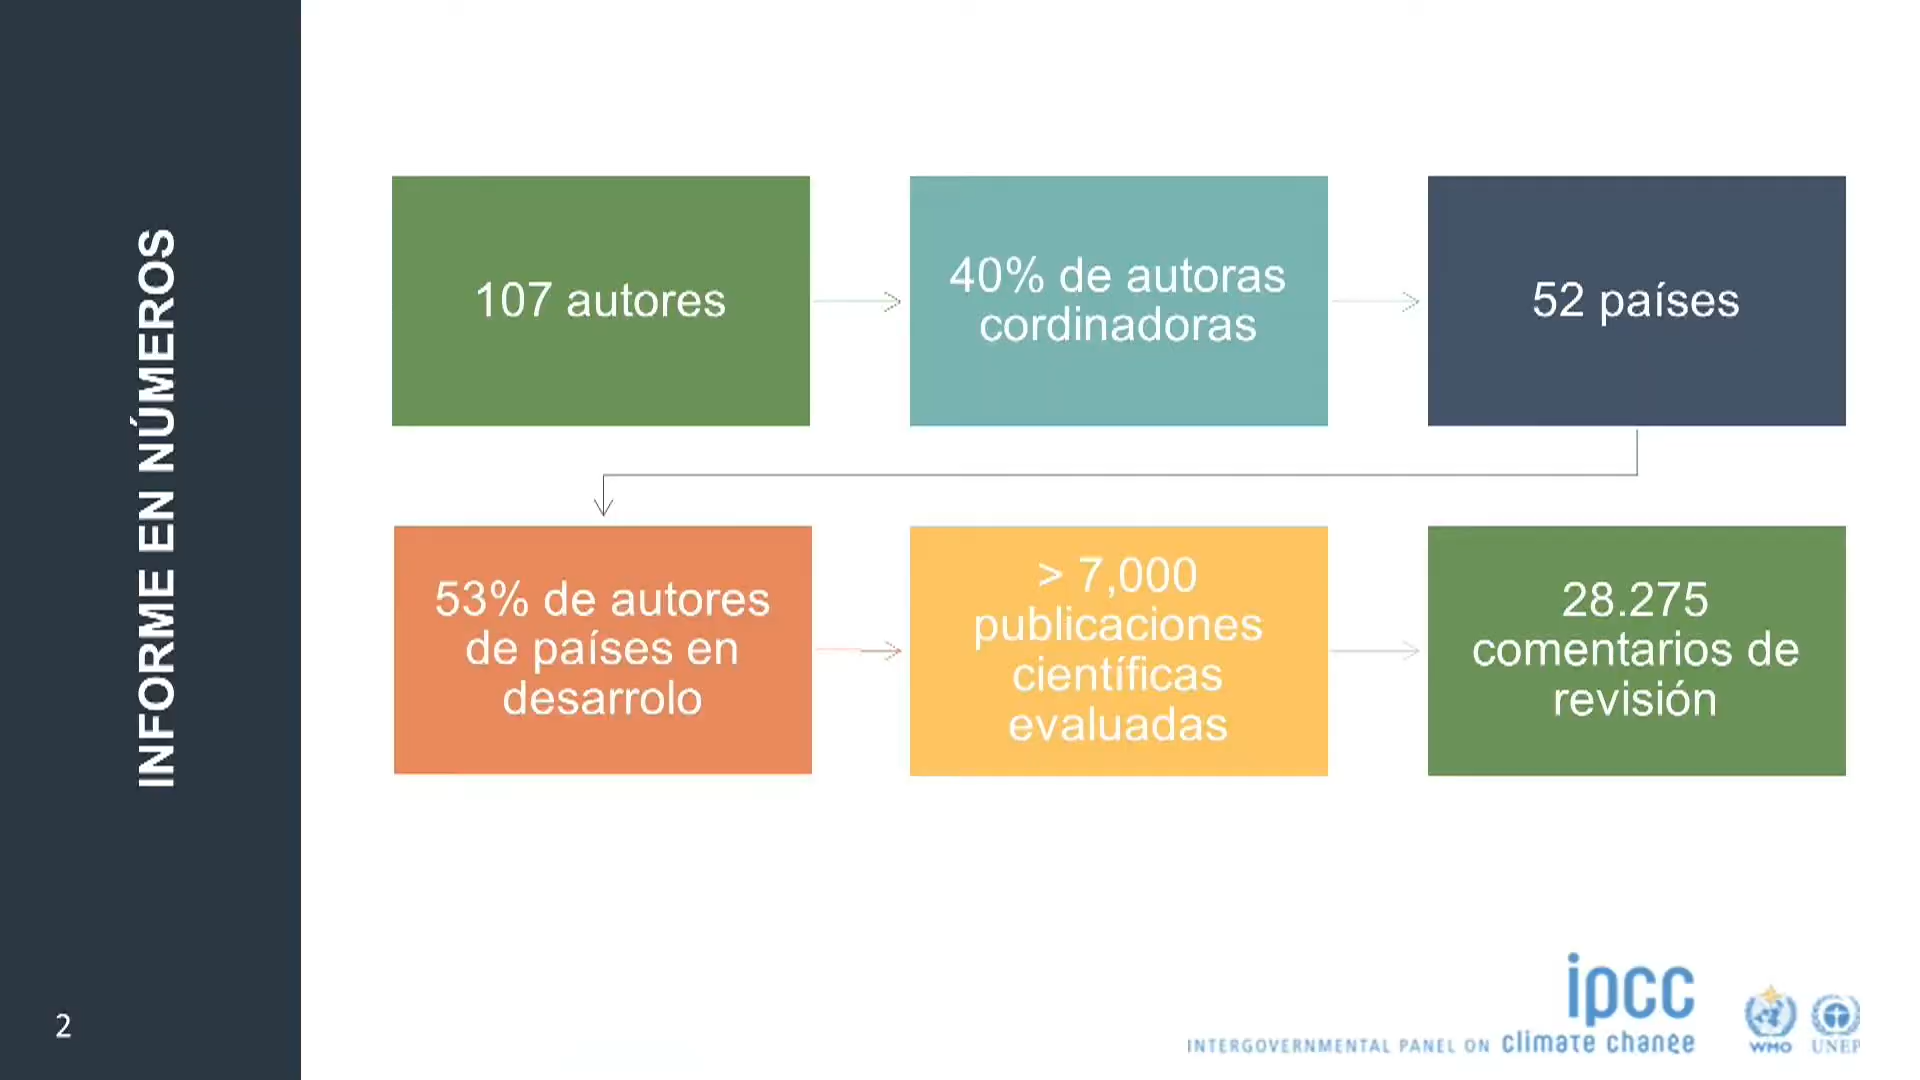 INFORME EN NÚMEROS
107 autores
40% de autoras
cordinadoras
52 países
53% de autores
de países en
desarrolo
> 7,000
publicaciones
científicas
evaluadas
28.275
comentarios de
revisión
2
ipcc
INTERGOVERNMENTAL PANEL ON climate change
WMO
UNEP